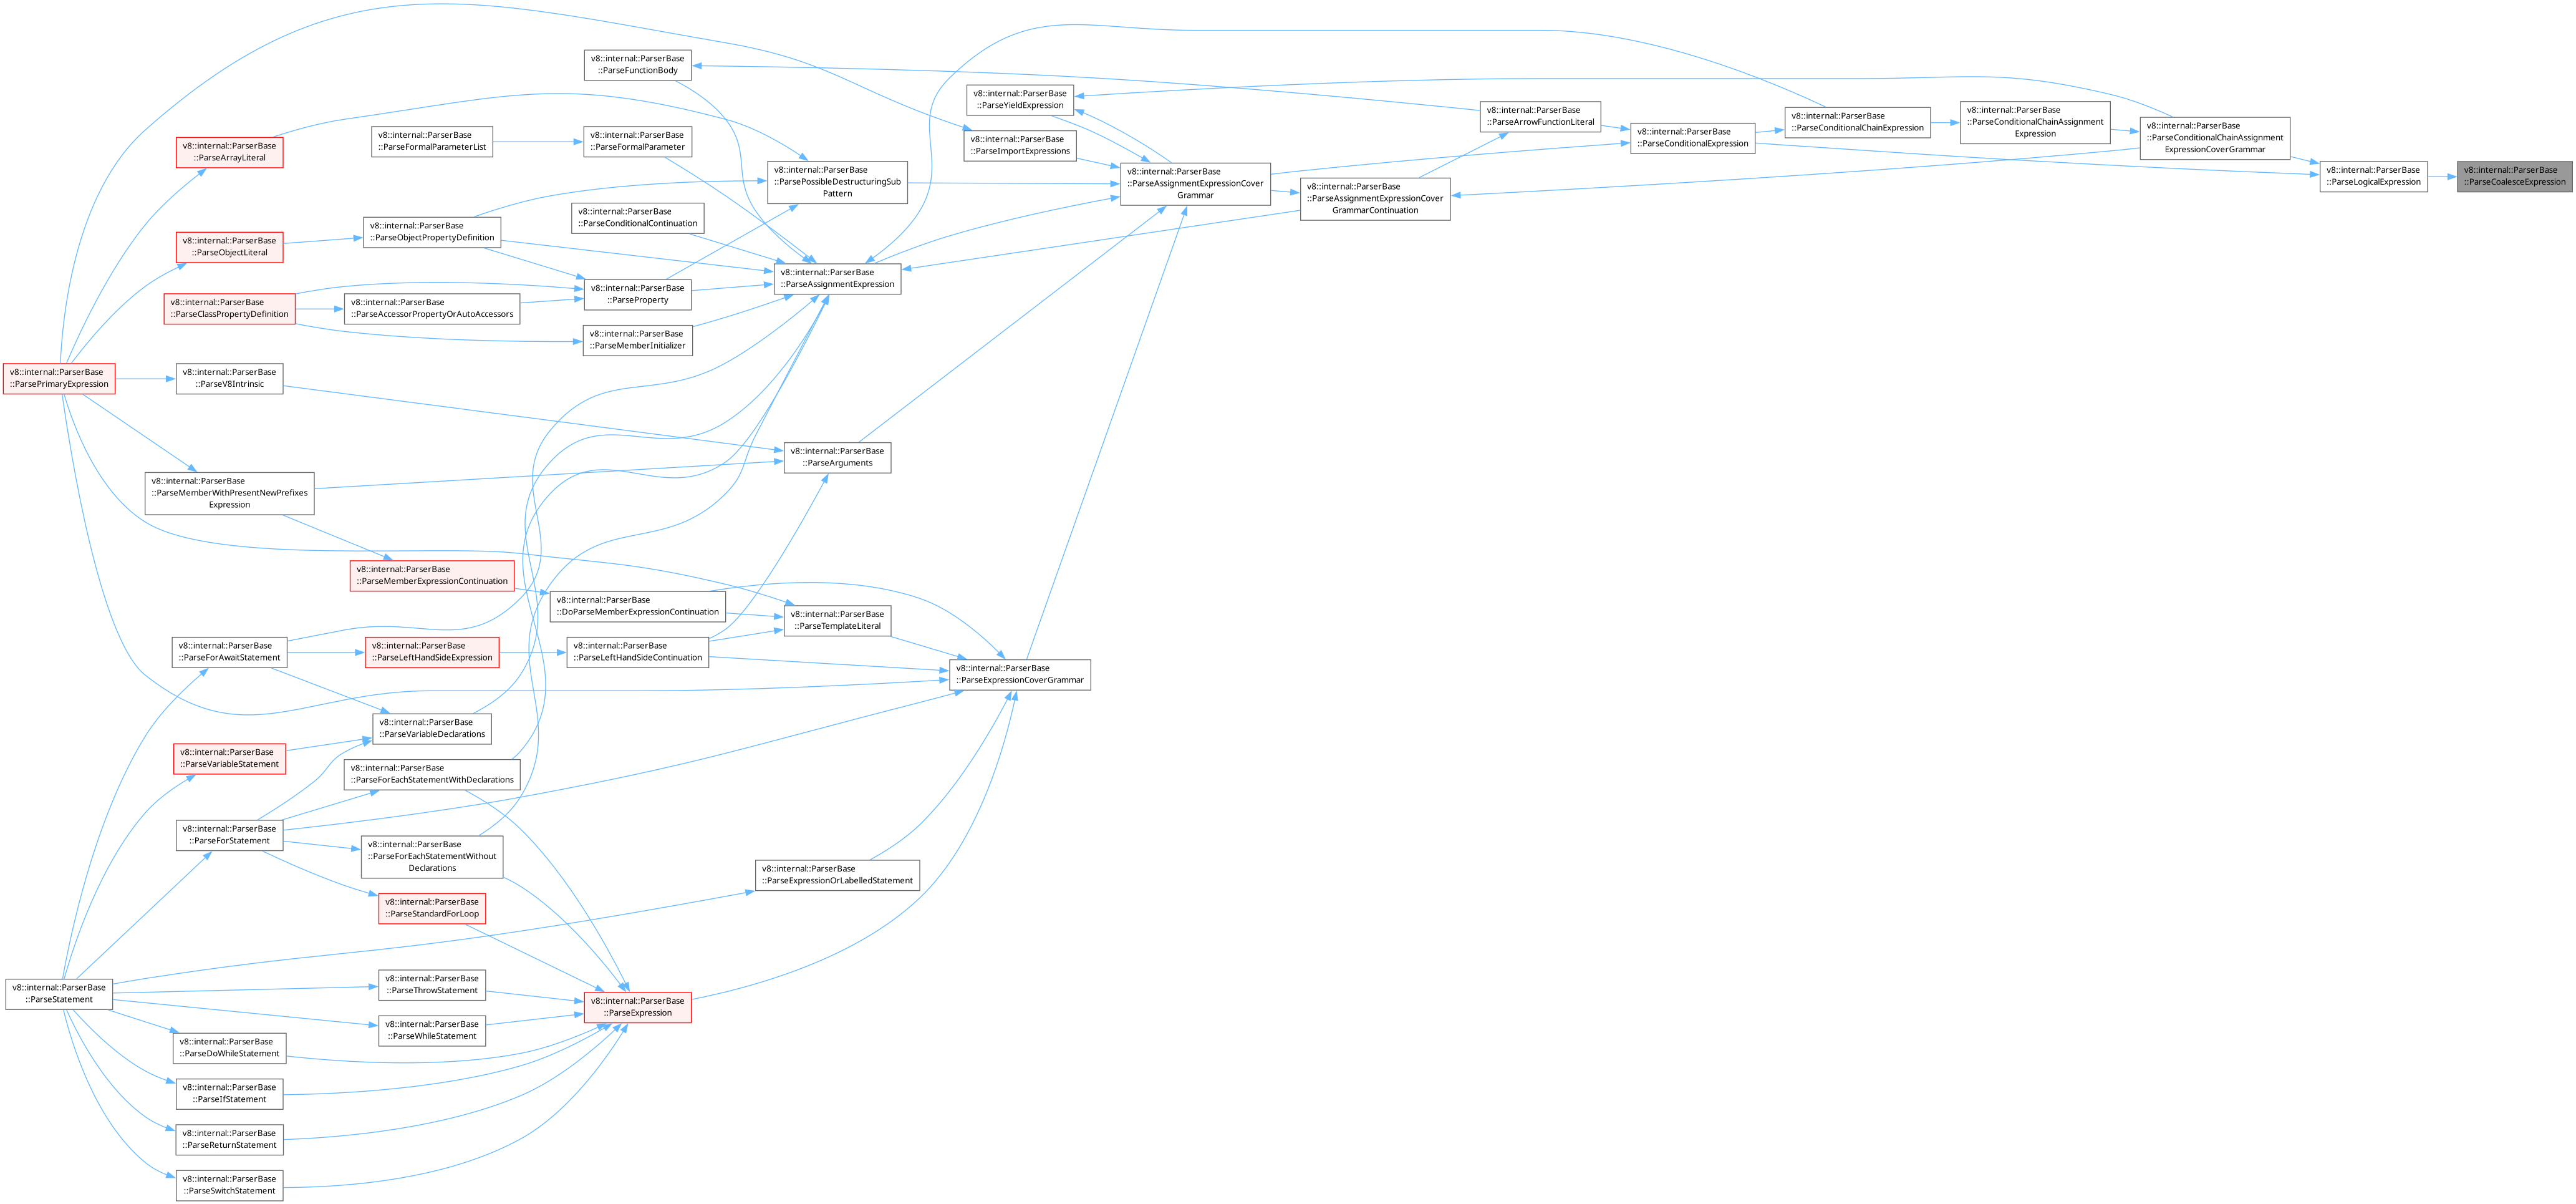 v8::internal::ParserBase
::ParsePrimaryExpression
v8::internal::ParserBase
::ParseStatement
v8::internal::ParserBase
::ParseArrayLiteral
v8::internal::ParserBase
::ParseObjectLiteral
v8::internal::ParserBase
::ParseClassPropertyDefinition
v8::internal::ParserBase
::ParseV8Intrinsic
v8::internal::ParserBase
::ParseMemberWithPresentNewPrefixes
Expression
v8::internal::ParserBase
::ParseForAwaitStatement
v8::internal::ParserBase
::ParseVariableStatement
v8::internal::ParserBase
::ParseForStatement
v8::internal::ParserBase
::ParseDoWhileStatement
v8::internal::ParserBase
::ParseIfStatement
v8::internal::ParserBase
::ParseReturnStatement
v8::internal::ParserBase
::ParseSwitchStatement
v8::internal::ParserBase
::ParseFormalParameterList
v8::internal::ParserBase
::ParseObjectPropertyDefinition
v8::internal::ParserBase
::ParseAccessorPropertyOrAutoAccessors
v8::internal::ParserBase
::ParseMemberExpressionContinuation
v8::internal::ParserBase
::ParseLeftHandSideExpression
v8::internal::ParserBase
::ParseVariableDeclarations
v8::internal::ParserBase
::ParseForEachStatementWithDeclarations
v8::internal::ParserBase
::ParseForEachStatementWithout
Declarations
v8::internal::ParserBase
::ParseStandardForLoop
v8::internal::ParserBase
::ParseThrowStatement
v8::internal::ParserBase
::ParseWhileStatement
v8::internal::ParserBase
::ParseFunctionBody
v8::internal::ParserBase
::ParseFormalParameter
v8::internal::ParserBase
::ParseConditionalContinuation
v8::internal::ParserBase
::ParseProperty
v8::internal::ParserBase
::ParseMemberInitializer
v8::internal::ParserBase
::DoParseMemberExpressionContinuation
v8::internal::ParserBase
::ParseLeftHandSideContinuation
v8::internal::ParserBase
::ParseExpression
v8::internal::ParserBase
::ParsePossibleDestructuringSub
Pattern
v8::internal::ParserBase
::ParseAssignmentExpression
v8::internal::ParserBase
::ParseArguments
v8::internal::ParserBase
::ParseTemplateLiteral
v8::internal::ParserBase
::ParseExpressionOrLabelledStatement
v8::internal::ParserBase
::ParseYieldExpression
v8::internal::ParserBase
::ParseImportExpressions
v8::internal::ParserBase
::ParseExpressionCoverGrammar
v8::internal::ParserBase
::ParseAssignmentExpressionCover
Grammar
v8::internal::ParserBase
::ParseAssignmentExpressionCover
GrammarContinuation
v8::internal::ParserBase
::ParseArrowFunctionLiteral
v8::internal::ParserBase
::ParseConditionalExpression
v8::internal::ParserBase
::ParseConditionalChainExpression
v8::internal::ParserBase
::ParseConditionalChainAssignment
Expression
v8::internal::ParserBase
::ParseConditionalChainAssignment
ExpressionCoverGrammar
v8::internal::ParserBase
::ParseLogicalExpression
v8::internal::ParserBase
::ParseCoalesceExpression